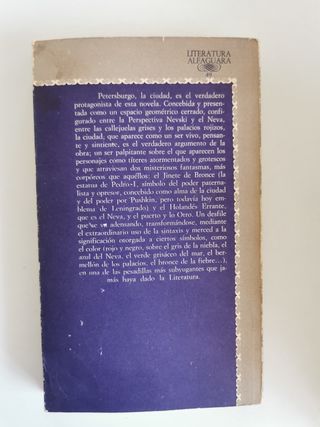 LITERATURA
ALFAGUARA
Petersburgo, la ciudad, es el verdadero
protagonista de esta novela. Concebida y presen-
tada como un espacio geométrico cerrado, confi-
gurado entre la Perspectiva Nevski y el Neva,
entre las callejuelas grises y los palacios rojizos,
la ciudad, que aparece como un ser vivo, pensan-
te y sintiente, es el verdadero argumento de la
obra; un ser palpitante sobre el que aparecen los
personajes como títeres atormentados y grotescos
y que atraviesan dos misteriosos fantasmas, más
corpóreos que aquéllos: el Jinete de Bronce (la
estatua de Pedro-I, símbolo del poder paterna-
lista y opresor, concebido como alma de la ciudad
y del poder por Pushkin, pero todavía hoy em-
blema de Leningrado), y el Holandés Errante,
que es el Neva, y el puerto y lo Otro. Un desfile
que se va adensando, transformándose, mediante
el extraordinario uso de la sintaxis y merced a la
significación otorgada a ciertos símbolos, como
el color (rojo y negro, sobre el gris de la niebla, el
azul del Neva, el verde grisáceo del mar, el ber-
mellón de los palacios, el bronce de la fiebre...),
en una de las pesadillas más subyugantes que ja-
más haya dado la Literatura.